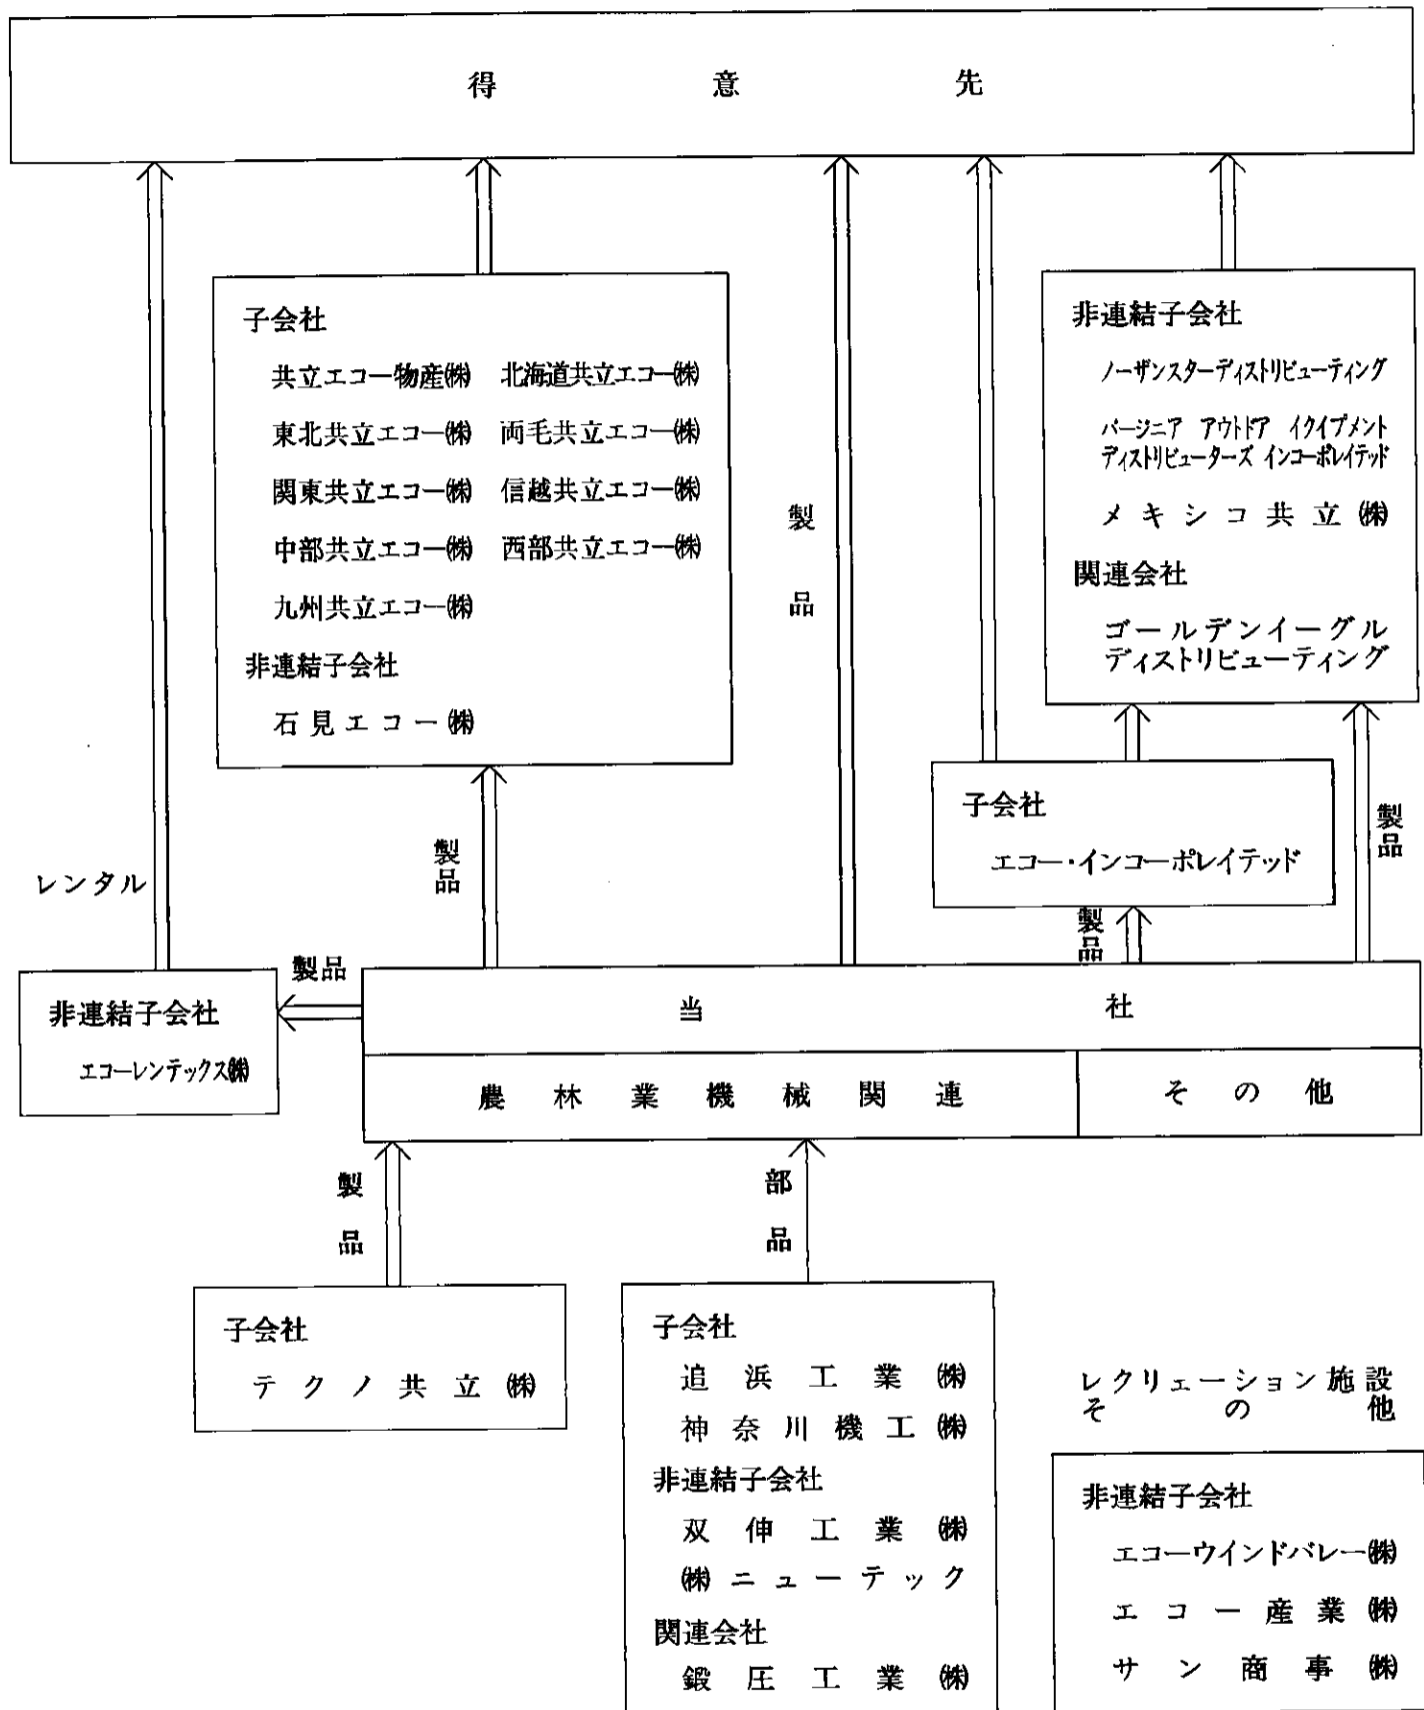 得意先
子会社
共立エコー物産㈱ 北海道共立エコー㈱
東北共立エコー㈱ 両毛共立エコー㈱
関東共立エコー㈱ 信越共立エコー㈱
中部共立エコー㈱ 西部共立エコー㈱
九州共立エコー㈱
非連結子会社
石見エコー㈱
製品
非連結子会社
ノーザンスターディストリビューティング
バージニア アウトドア イクイプメント
ディストリビューターズ インコーポレイテッド
メキシコ共立㈱
関連会社
ゴールデンイーグル
ディストリビューティング
子会社
エコー・インコーポレイテッド
製品
製品
レンタル
製品
製品
非連結子会社
エコーレンテックス㈱
当社
農林業機械関連
その他
製品
部品
子会社
テクノ共立㈱
子会社
追浜工業㈱
神奈川機工㈱
非連結子会社
双伸工業㈱
㈱ニューテック
関連会社
鍛圧工業㈱
レクリェーション施設
その他
非連結子会社
エコーウインドバレー㈱
エコー産業㈱
サン商事㈱